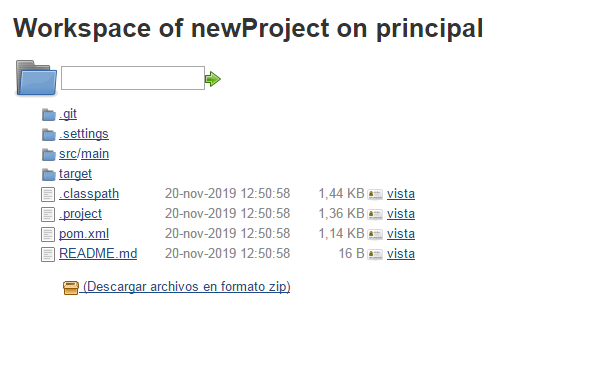 Workspace of newProject on principal
.git
.settings
src/main
target
.classpath 20-nov-2019 12:50:58 1,44 KB vista
.project 20-nov-2019 12:50:58 1,36 KB vista
pom.xml 20-nov-2019 12:50:58 1,14 KB vista
README.md 20-nov-2019 12:50:58 16 B vista
(Descargar archivos en formato zip)